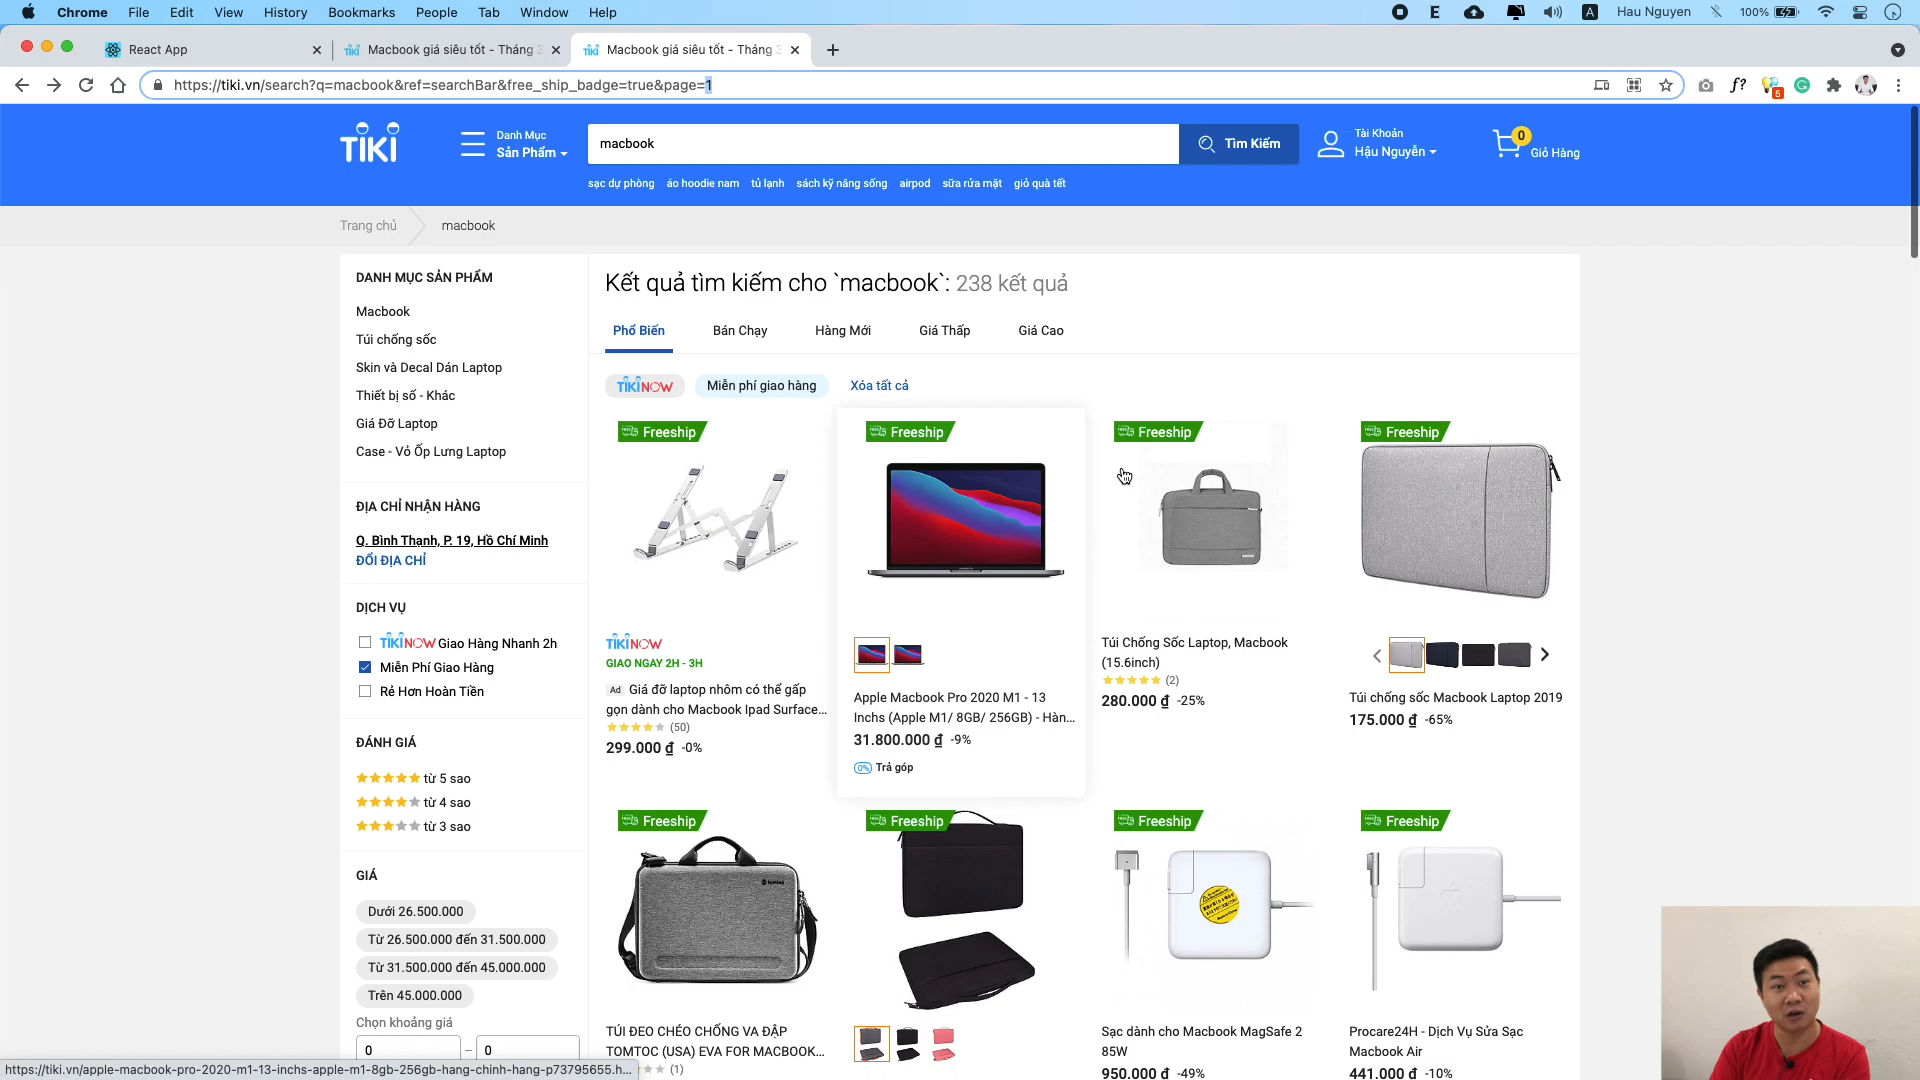 Chrome File Edit View History Bookmarks People Tab Window Help
E A Hau Nguyen 100%
React App
Macbook giá siêu tốt - Tháng 3
Macbook giá siêu tốt - Tháng 3
https://tiki.vn/search?q=macbook&ref=searchBar&free_ship_badge=true&page=1
f?
5
TIKI
Danh Mục
Sản Phẩm
macbook
Tìm Kiếm
Tài Khoản
Hậu Nguyễn
0
Giỏ Hàng
sạc dự phòng áo hoodie nam tủ lạnh sách kỹ năng sống airpod sữa rửa mặt giỏ quà tết
Trang chủ macbook
DANH MỤC SẢN PHẨM
Macbook
Túi chống sốc
Skin và Decal Dán Laptop
Thiết bị số - Khác
Giá Đỡ Laptop
Case - Vỏ Ốp Lưng Laptop
ĐỊA CHỈ NHẬN HÀNG
Q. Bình Thạnh, P. 19, Hồ Chí Minh
ĐỔI ĐỊA CHỈ
DỊCH VỤ
TIKINOW Giao Hàng Nhanh 2h
Miễn Phí Giao Hàng
Rẻ Hơn Hoàn Tiền
ĐÁNH GIÁ
từ 5 sao
từ 4 sao
từ 3 sao
GIÁ
Dưới 26.500.000
Từ 26.500.000 đến 31.500.000
Từ 31.500.000 đến 45.000.000
Trên 45.000.000
Chọn khoảng giá
0 – 0
Kết quả tìm kiếm cho `macbook`: 238 kết quả
Phổ Biến Bán Chạy Hàng Mới Giá Thấp Giá Cao
TIKINOW Miễn phí giao hàng Xóa tất cả
Freeship
TIKINOW
GIAO NGAY 2H - 3H
Ad Giá đỡ laptop nhôm có thể gấp
gọn dành cho Macbook Ipad Surface...
(50)
299.000 ₫ -0%
Freeship
Apple Macbook Pro 2020 M1 - 13
Inchs (Apple M1/ 8GB/ 256GB) - Hàn...
31.800.000 ₫ -9%
0% Trả góp
Freeship
Túi Chống Sốc Laptop, Macbook
(15.6inch)
(2)
280.000 ₫ -25%
Freeship
Túi chống sốc Macbook Laptop 2019
175.000 ₫ -65%
Freeship
TÚI ĐEO CHÉO CHỐNG VA ĐẬP
TOMTOC (USA) EVA FOR MACBOOK...
(1)
Freeship
Freeship
Sạc dành cho Macbook MagSafe 2
85W
950.000 ₫ -49%
Freeship
Procare24H - Dịch Vụ Sửa Sạc
Macbook Air
441.000 ₫ -10%
https://tiki.vn/apple-macbook-pro-2020-m1-13-inchs-apple-m1-8gb-256gb-hang-chinh-hang-p73795655.h...